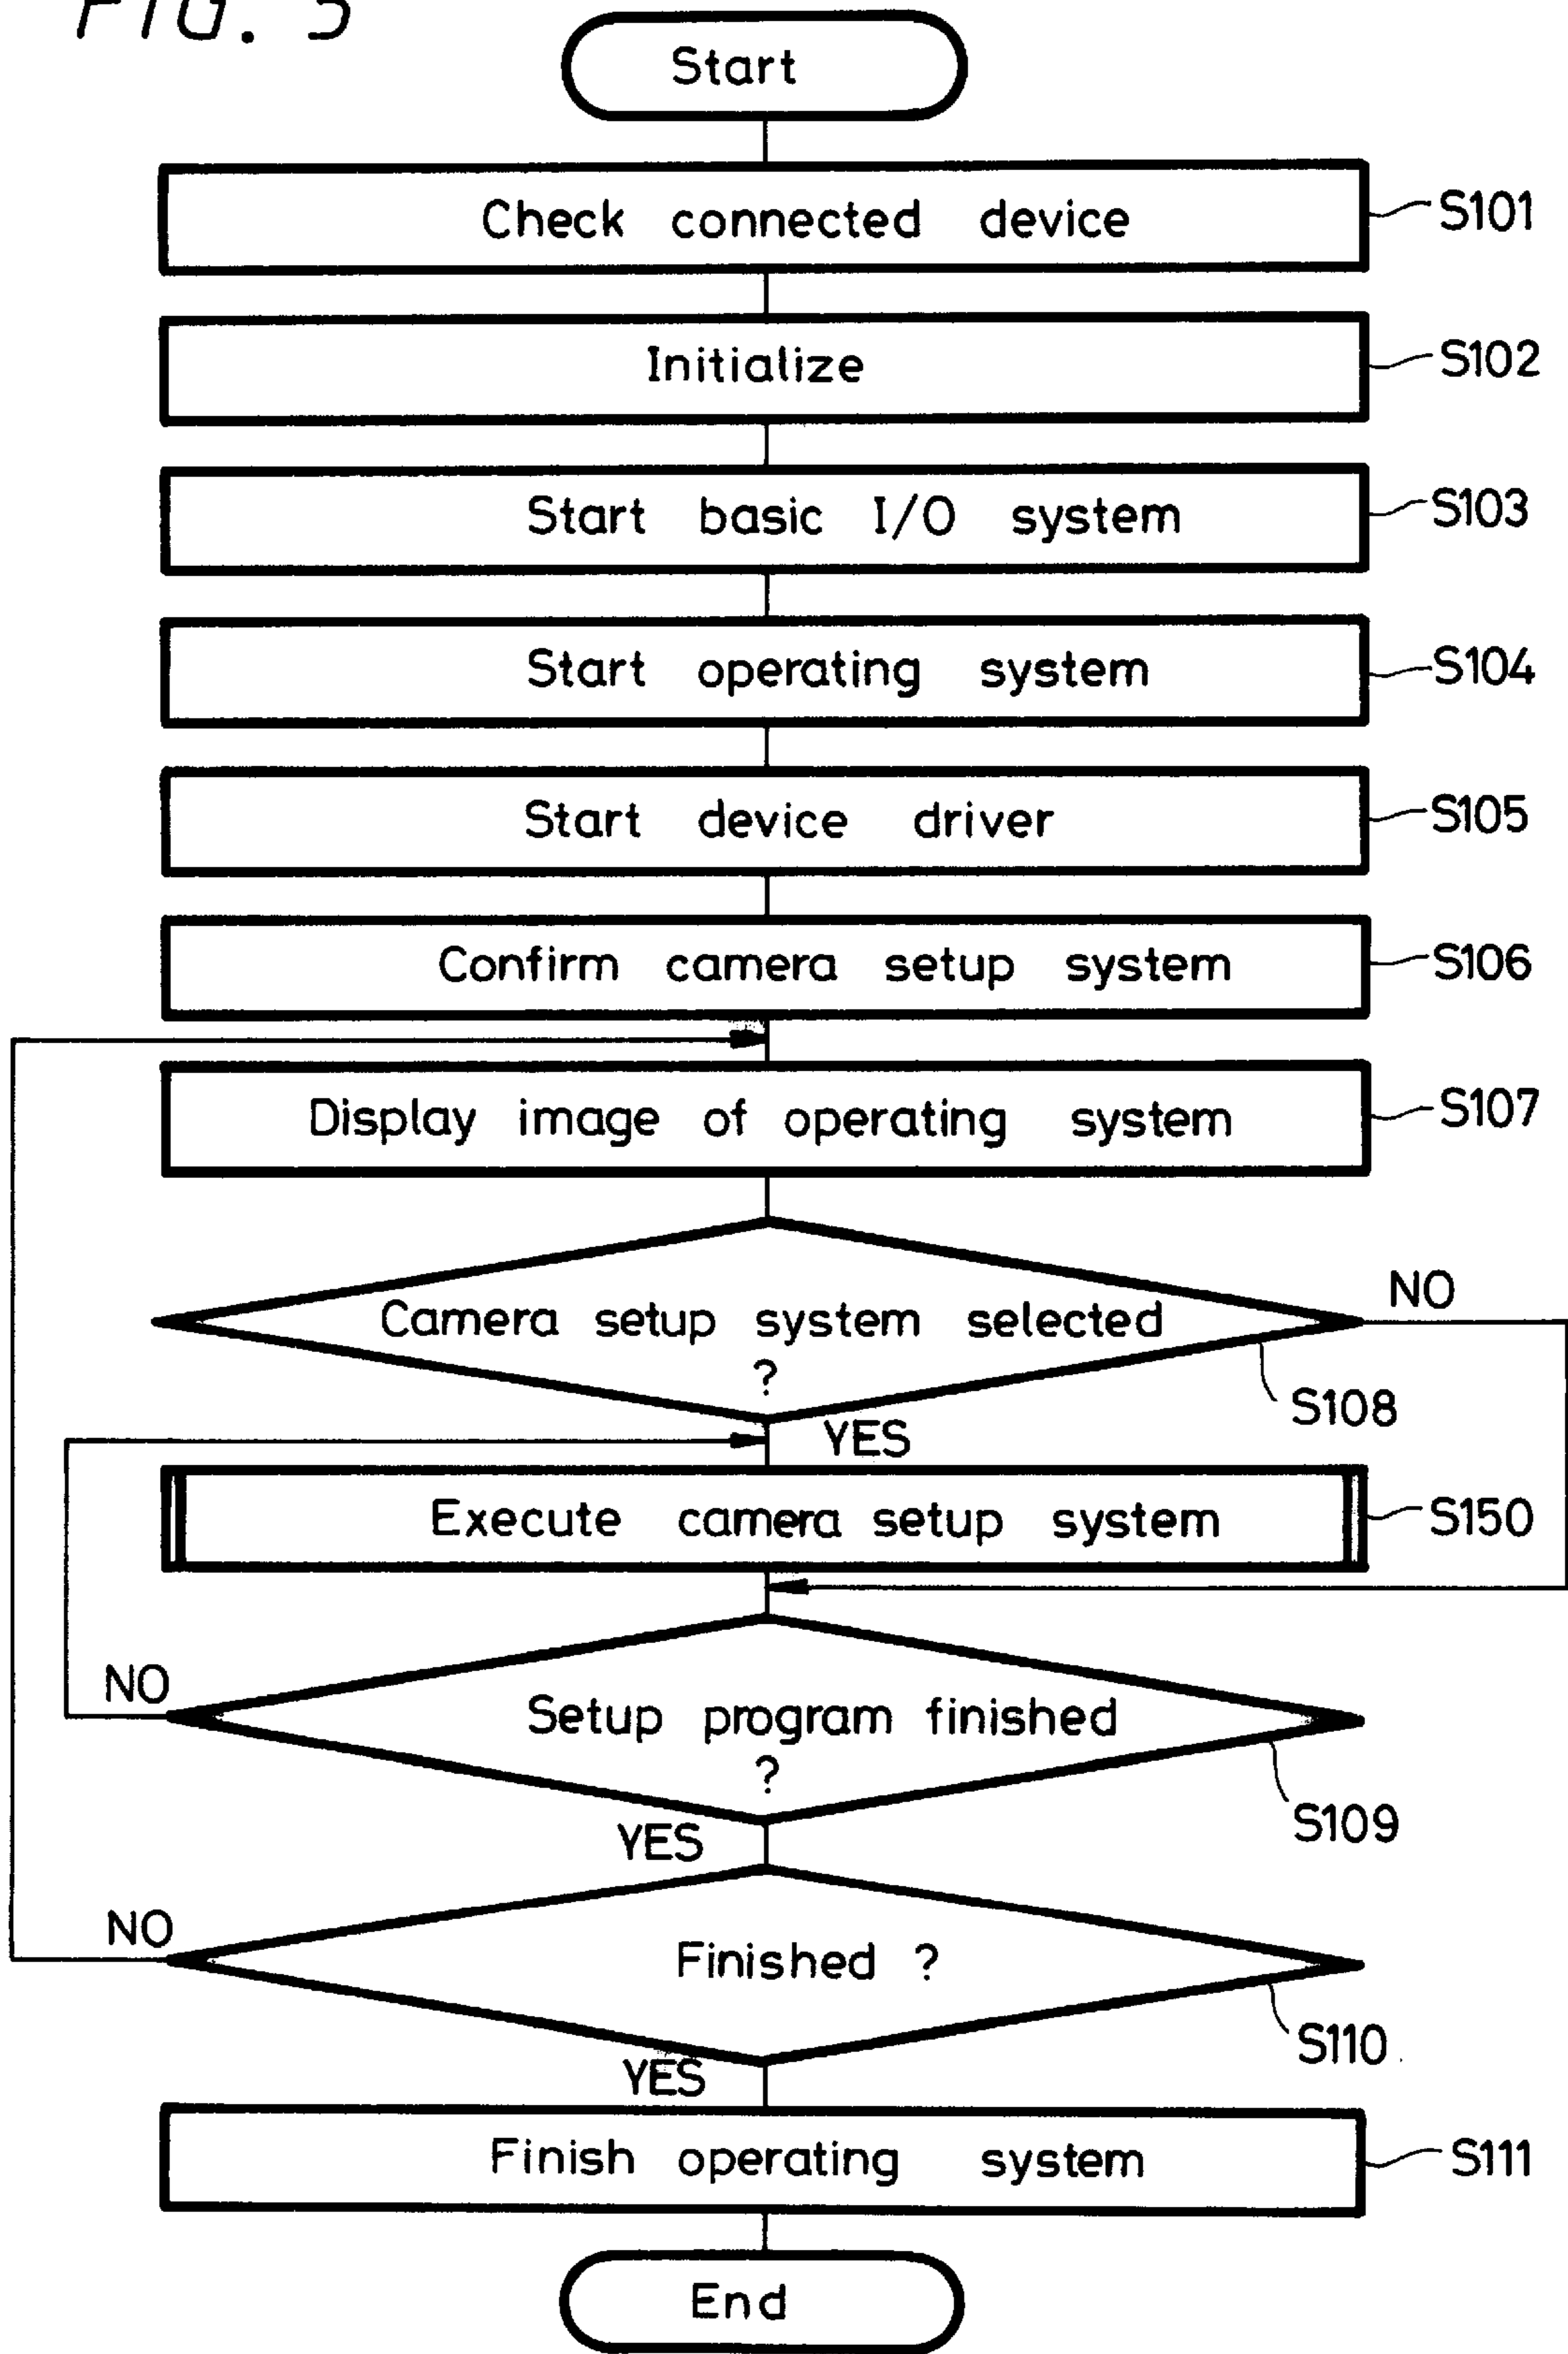 FIG. 5
Start
Check connected device
S101
Initialize
S102
Start basic I/O system
S103
Start operating system
S104
Start device driver
S105
Confirm camera setup system
S106
Display image of operating system
S107
Camera setup system selected
?
NO
S108
YES
Execute camera setup system
S150
NO
Setup program finished
?
S109
YES
NO
Finished ?
S110
YES
Finish operating system
S111
End